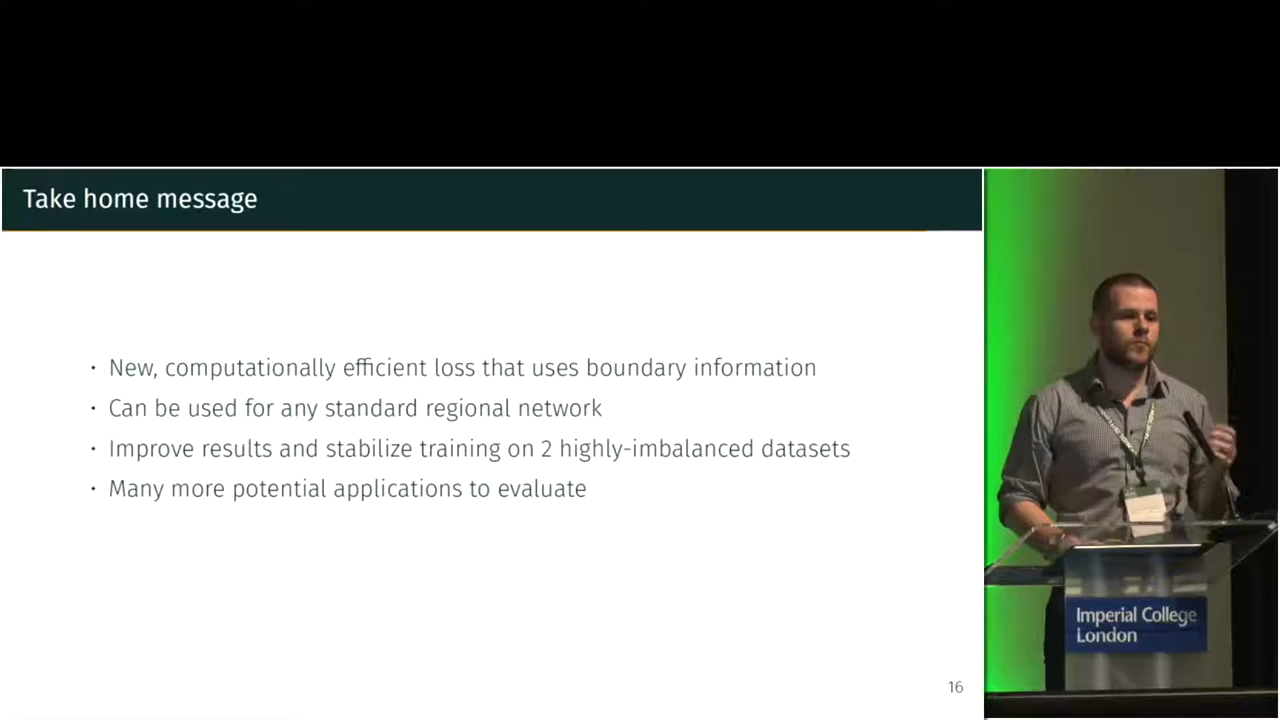 Take home message
· New, computationally efficient loss that uses boundary information
· Can be used for any standard regional network
· Improve results and stabilize training on 2 highly-imbalanced datasets
· Many more potential applications to evaluate
16
Imperial College
London